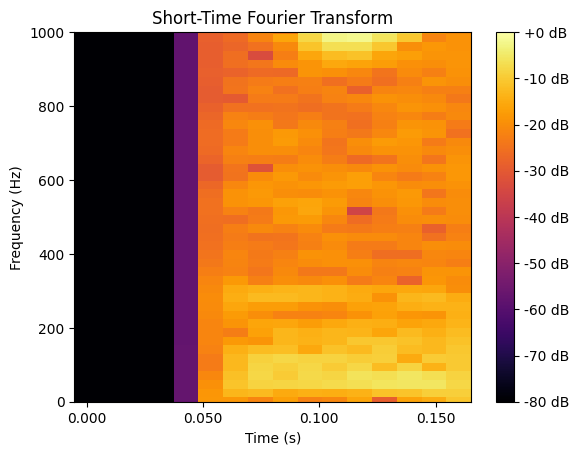 Short-Time Fourier Transform
1000
800
600
400
200
0
Frequency (Hz)
0.000
0.050
0.100
0.150
Time (s)
+0 dB
-10 dB
-20 dB
-30 dB
-40 dB
-50 dB
-60 dB
-70 dB
-80 dB